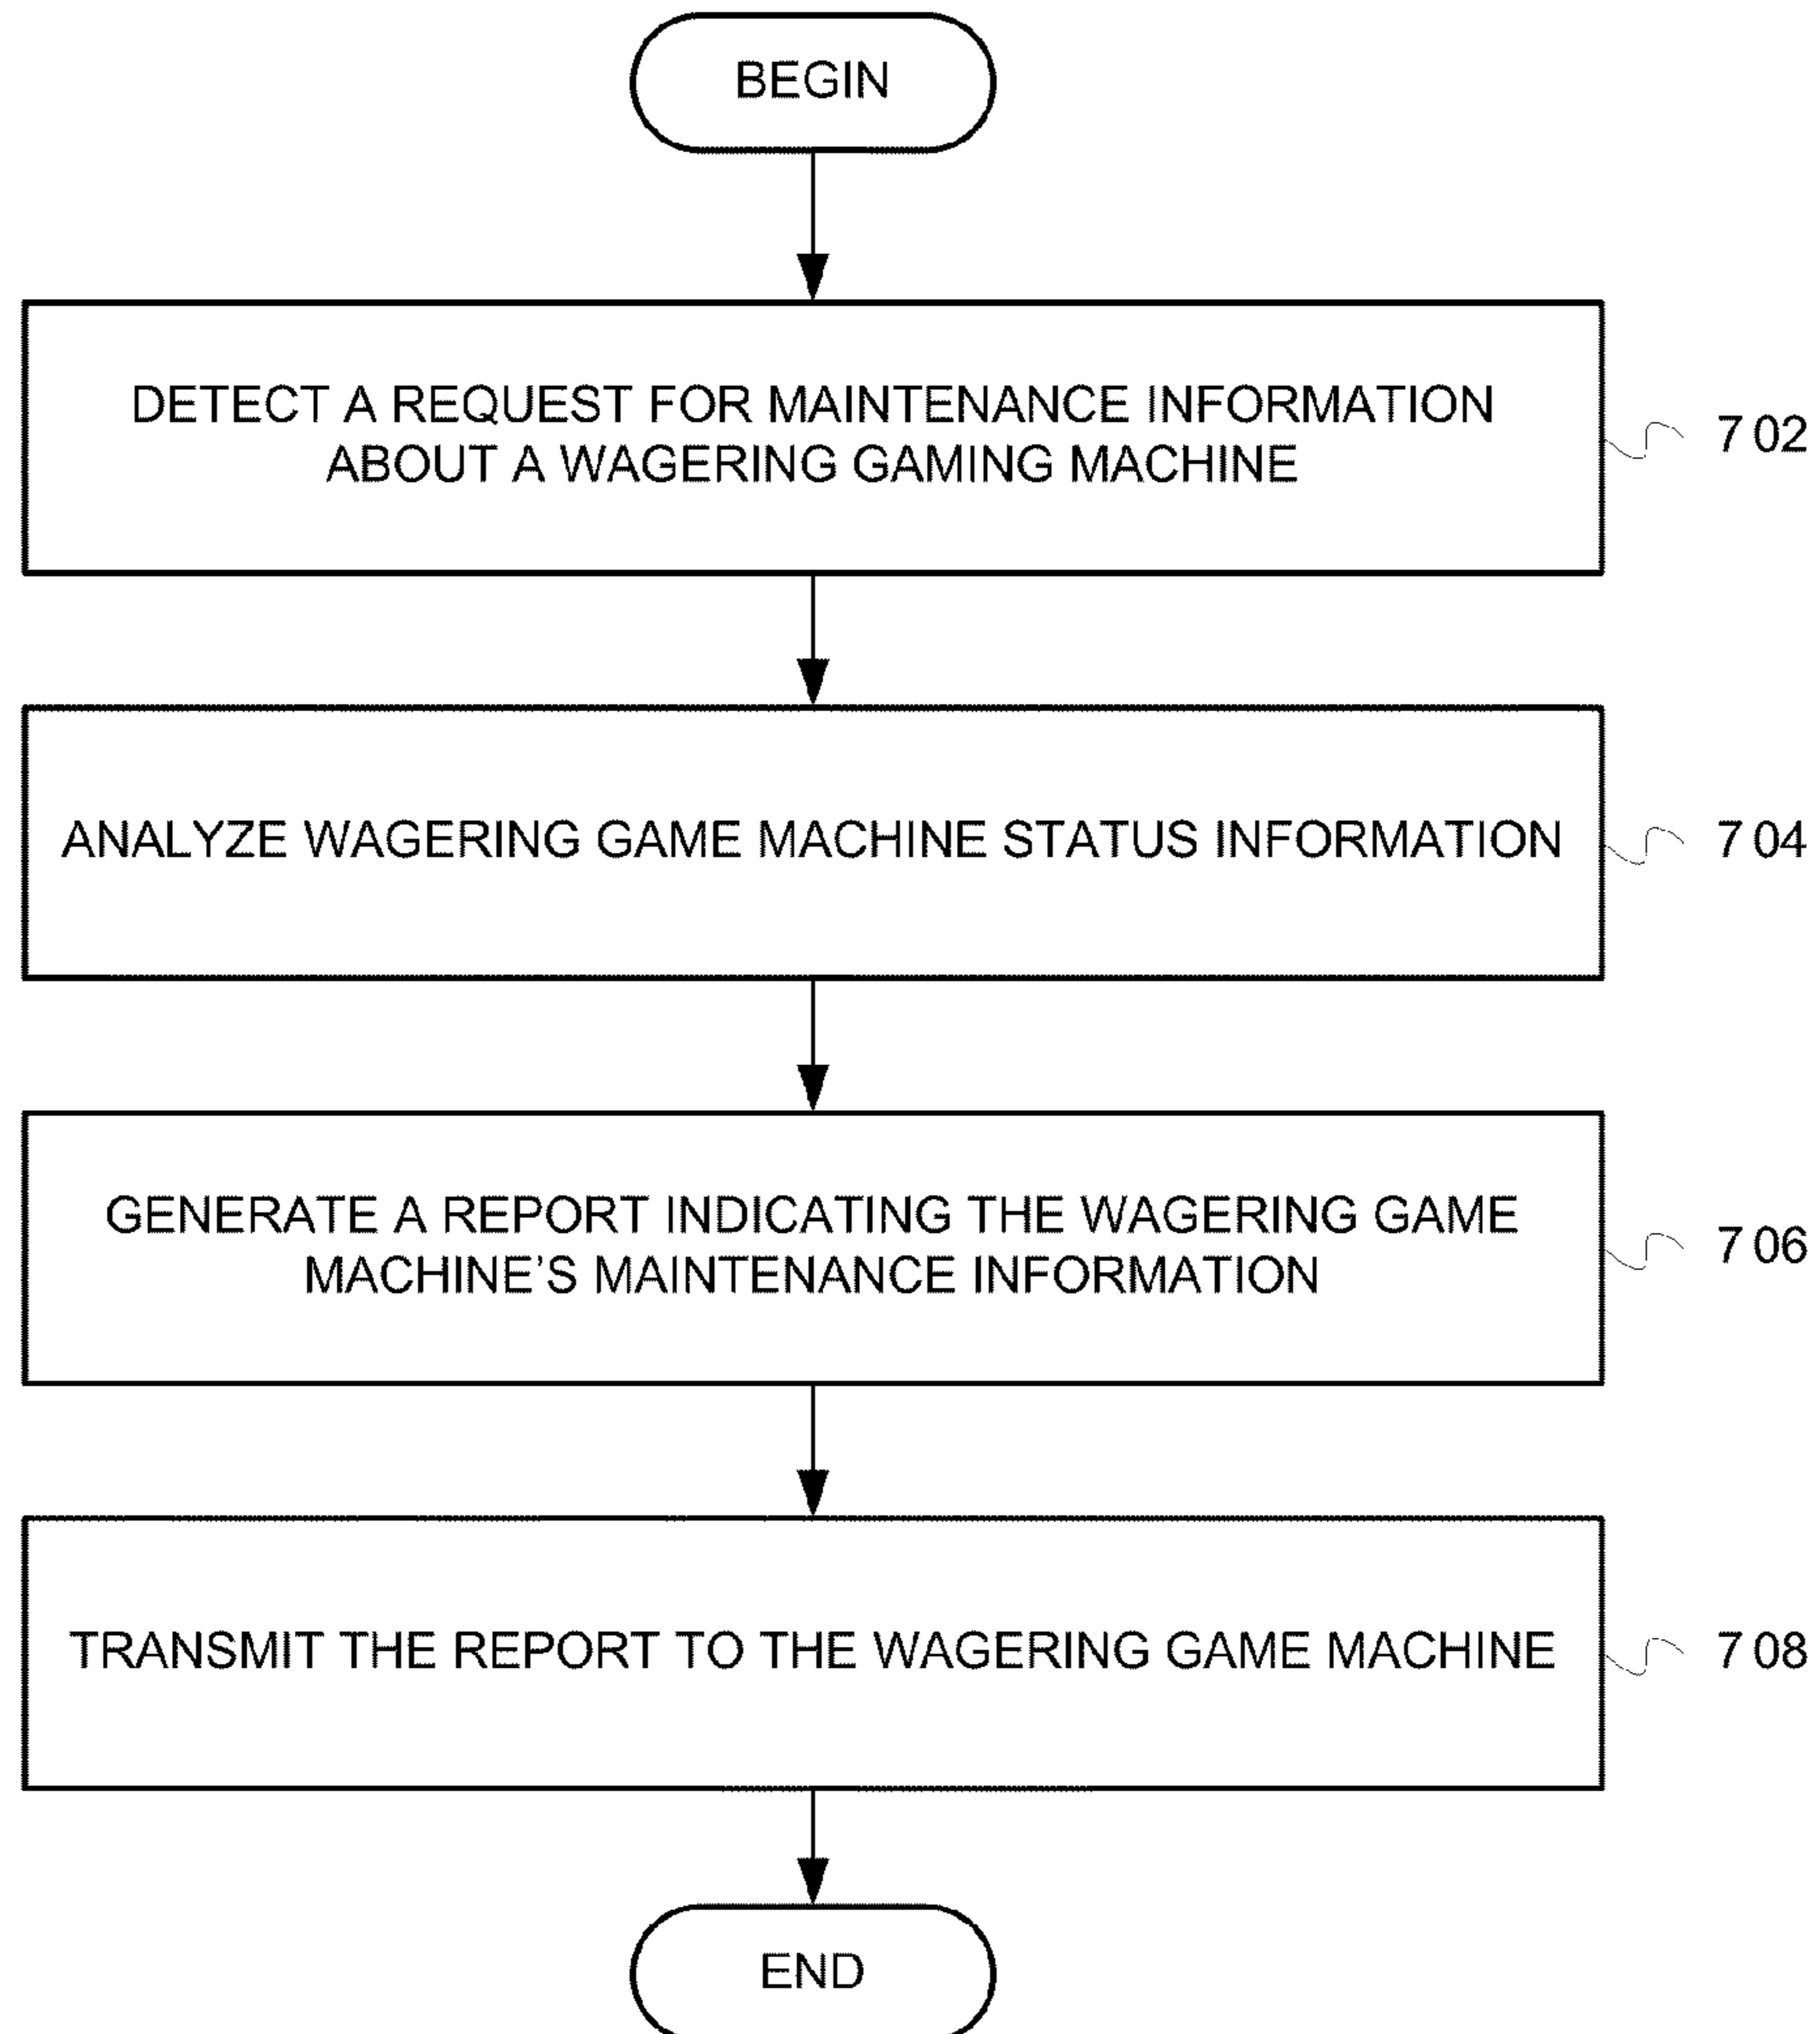 BEGIN
DETECT A REQUEST FOR MAINTENANCE INFORMATION
ABOUT A WAGERING GAMING MACHINE
702
ANALYZE WAGERING GAME MACHINE STATUS INFORMATION
704
GENERATE A REPORT INDICATING THE WAGERING GAME
MACHINE’S MAINTENANCE INFORMATION
706
TRANSMIT THE REPORT TO THE WAGERING GAME MACHINE
708
END